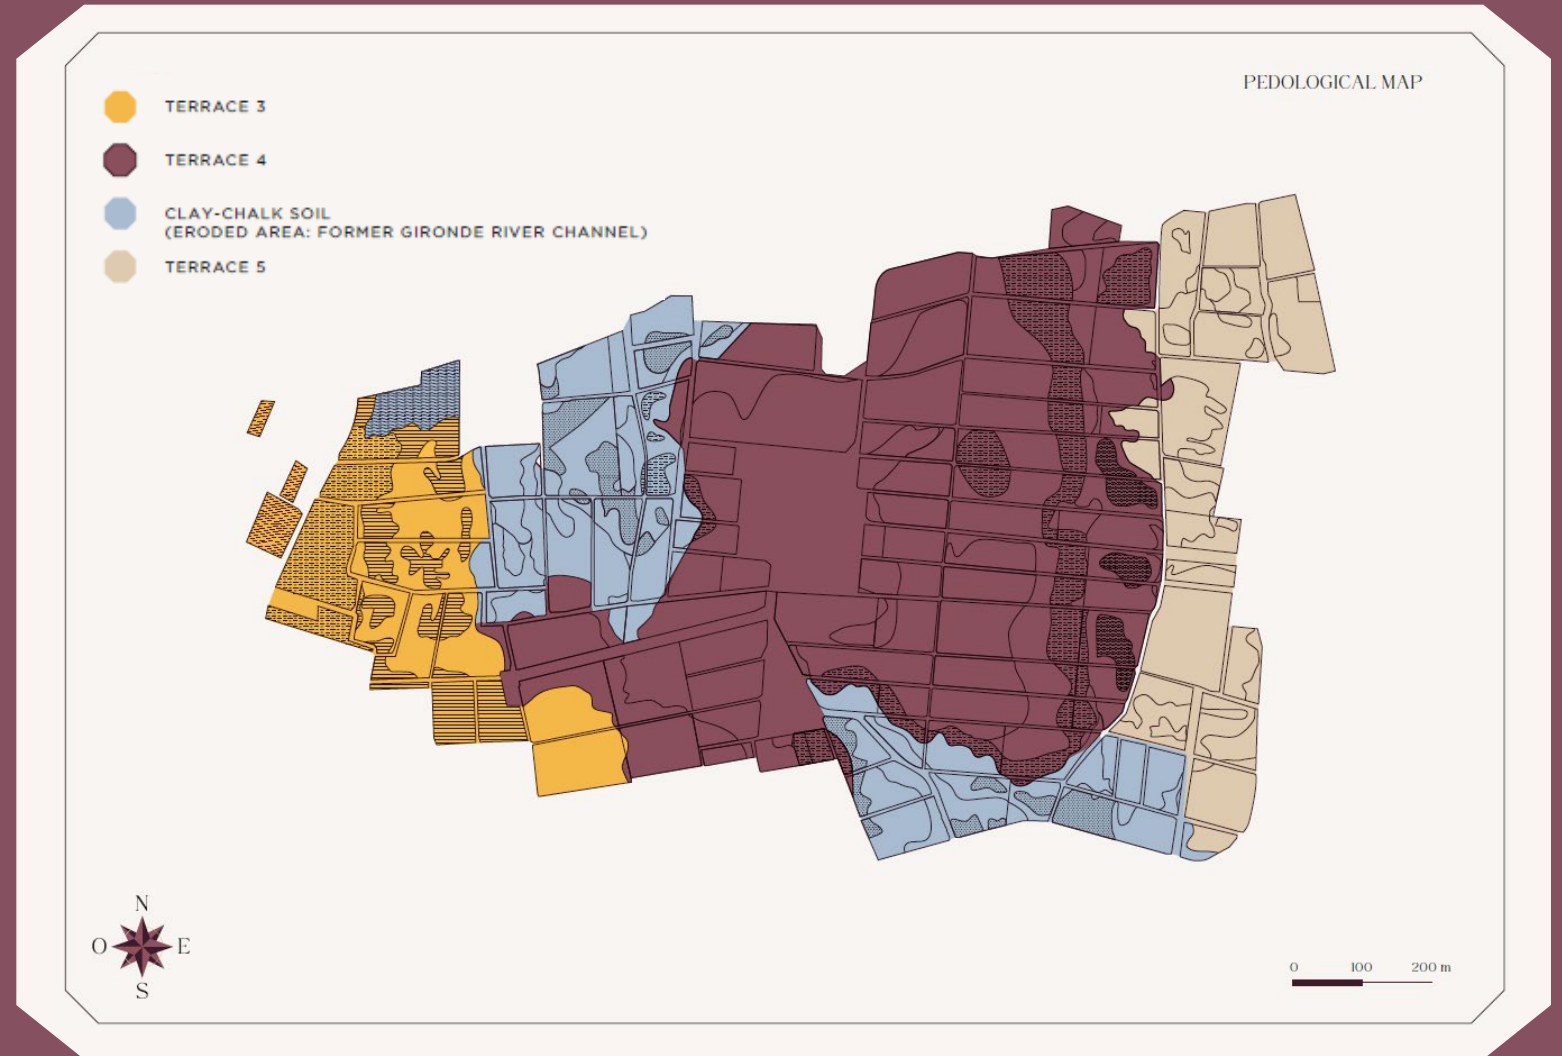 PEDOLOGICAL MAP
TERRACE 3
TERRACE 4
CLAY-CHALK SOIL
(ERODED AREA: FORMER GIRONDE RIVER CHANNEL)
TERRACE 5
N
O E
S
0 100 200 m